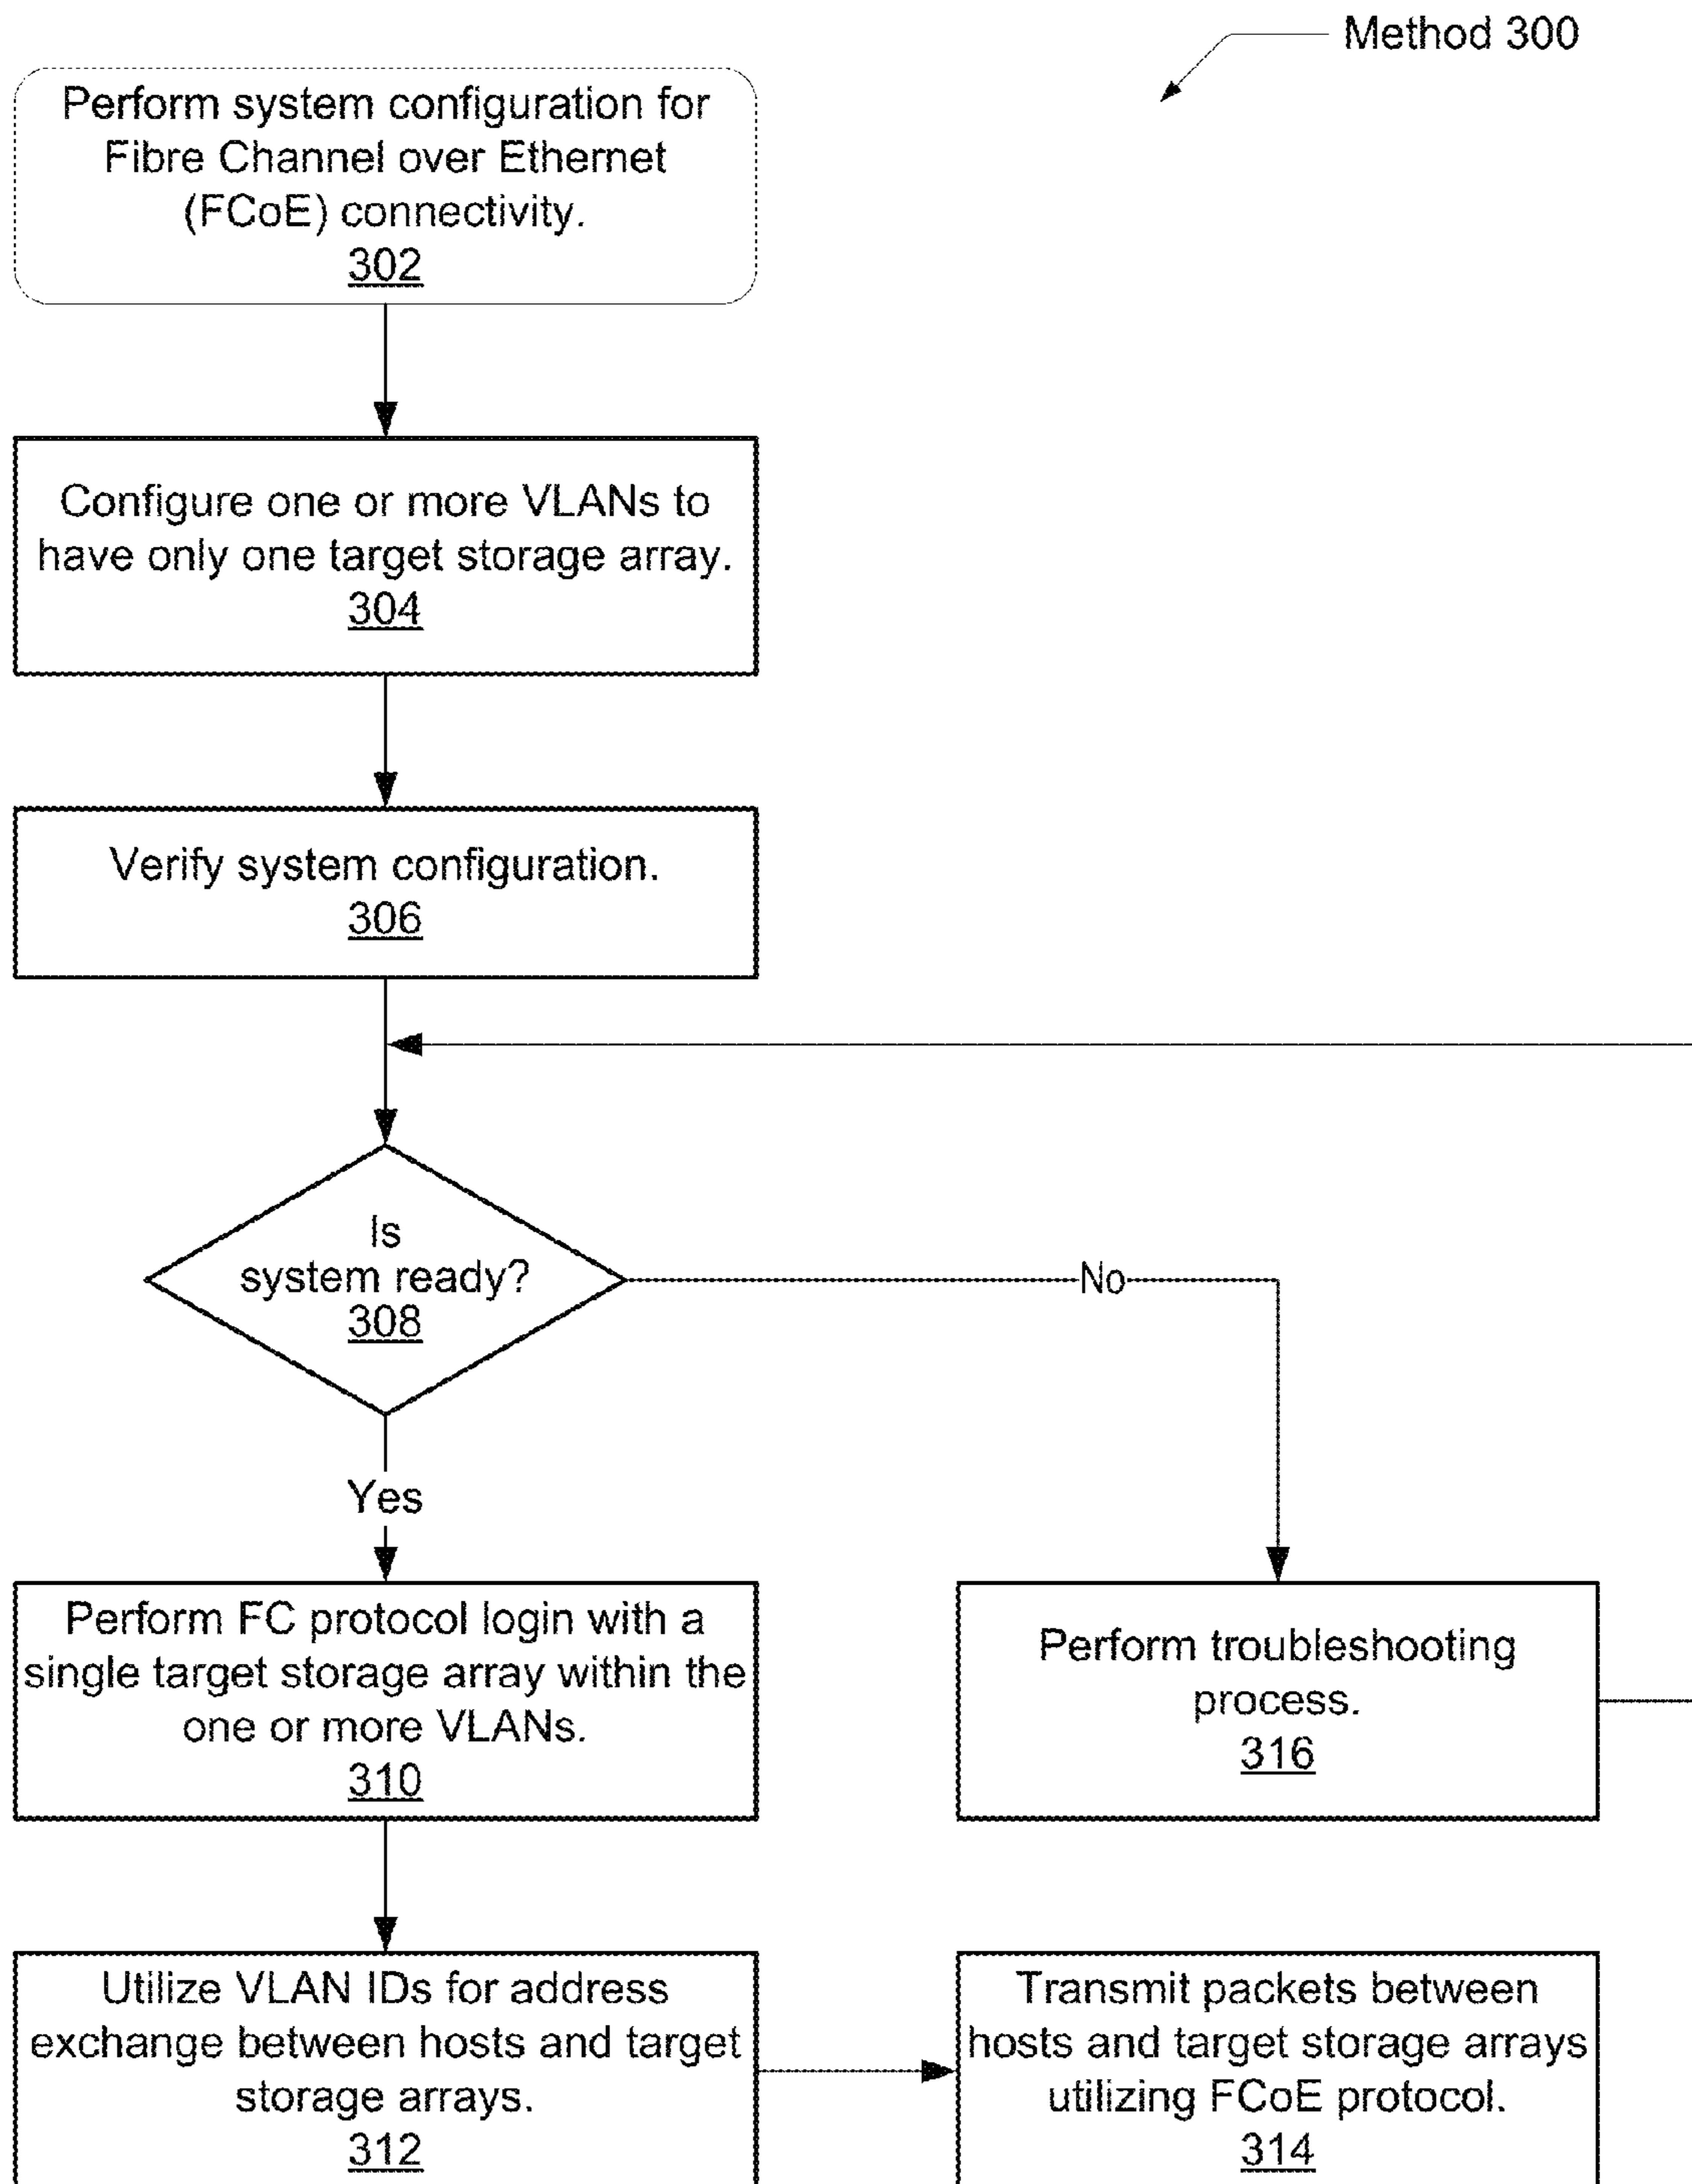 Method 300
Perform system configuration for
Fibre Channel over Ethernet
(FCoE) connectivity.
302
Configure one or more VLANs to
have only one target storage array.
304
Verify system configuration.
306
Is
system ready?
308
No
Yes
Perform FC protocol login with a
single target storage array within the
one or more VLANs.
310
Perform troubleshooting
process.
316
Utilize VLAN IDs for address
exchange between hosts and target
storage arrays.
312
Transmit packets between
hosts and target storage arrays
utilizing FCoE protocol.
314